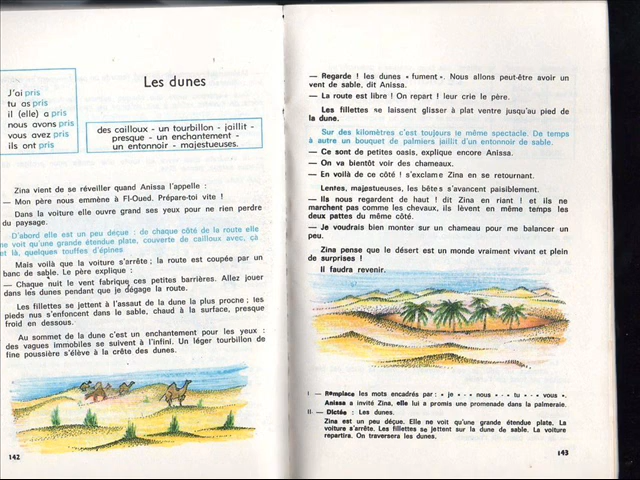 J'ai pris
tu as pris
il (elle) a pris
nous avons pris
vous avez pris
ils ont pris
Les dunes
des cailloux - un tourbillon - jaillit -
presque - un enchantement -
un entonnoir - majestueuses.
Zina vient de se réveiller quand Anissa l'appelle :
— Mon père nous emmène à El-Oued. Prépare-toi vite !
Dans la voiture elle ouvre grand ses yeux pour ne rien perdre
du paysage.
D'abord elle est un peu déçue : de chaque côté de la route elle
ne voit qu'une grande étendue plate, couverte de cailloux avec, çà
et là, quelques touffes d'épines
Mais voilà que la voiture s'arrête ; la route est coupée par un
banc de sable. Le père explique :
— Chaque nuit le vent fabrique ces petites barrières. Allez jouer
dans les dunes pendant que je dégage la route.
Les fillettes se jettent à l'assaut de la dune la plus proche ; les
pieds nus s'enfoncent dans le sable, chaud à la surface, presque
froid en dessous.
Au sommet de la dune c'est un enchantement pour les yeux :
des vagues immobiles se suivent à l'infini. Un léger tourbillon de
fine poussière s'élève à la crête des dunes.
142
— Regarde ! les dunes « fument ». Nous allons peut-être avoir un
vent de sable, dit Anissa.
— La route est libre ! On repart ! leur crie le père.
Les fillettes se laissent glisser à plat ventre jusqu'au pied de
la dune.
Sur des kilomètres c'est toujours le même spectacle. De temps
à autre un bouquet de palmiers jaillit d'un entonnoir de sable.
— Ce sont de petites oasis, explique encore Anissa.
— On va bientôt voir des chameaux.
— En voilà de ce côté ! s'exclame Zina en se retournant.
Lentes, majestueuses, les bêtes s'avancent paisiblement.
— Ils nous regardent de haut ! dit Zina en riant ! et ils ne
marchent pas comme les chevaux, ils lèvent en même temps les
deux pattes du même côté.
— Je voudrais bien monter sur un chameau pour me balancer un
peu.
Zina pense que le désert est un monde vraiment vivant et plein
de surprises !
Il faudra revenir.
I — Remplace les mots encadrés par : « je » - « nous » - « tu » - « vous ».
Anissa a invité Zina, elle lui a promis une promenade dans la palmeraie.
II — Dictée : Les dunes.
Zina est un peu déçue. Elle ne voit qu'une grande étendue plate. La
voiture s'arrête. Les fillettes se jettent sur la dune de sable. La voiture
repartira. On traversera les dunes.
143